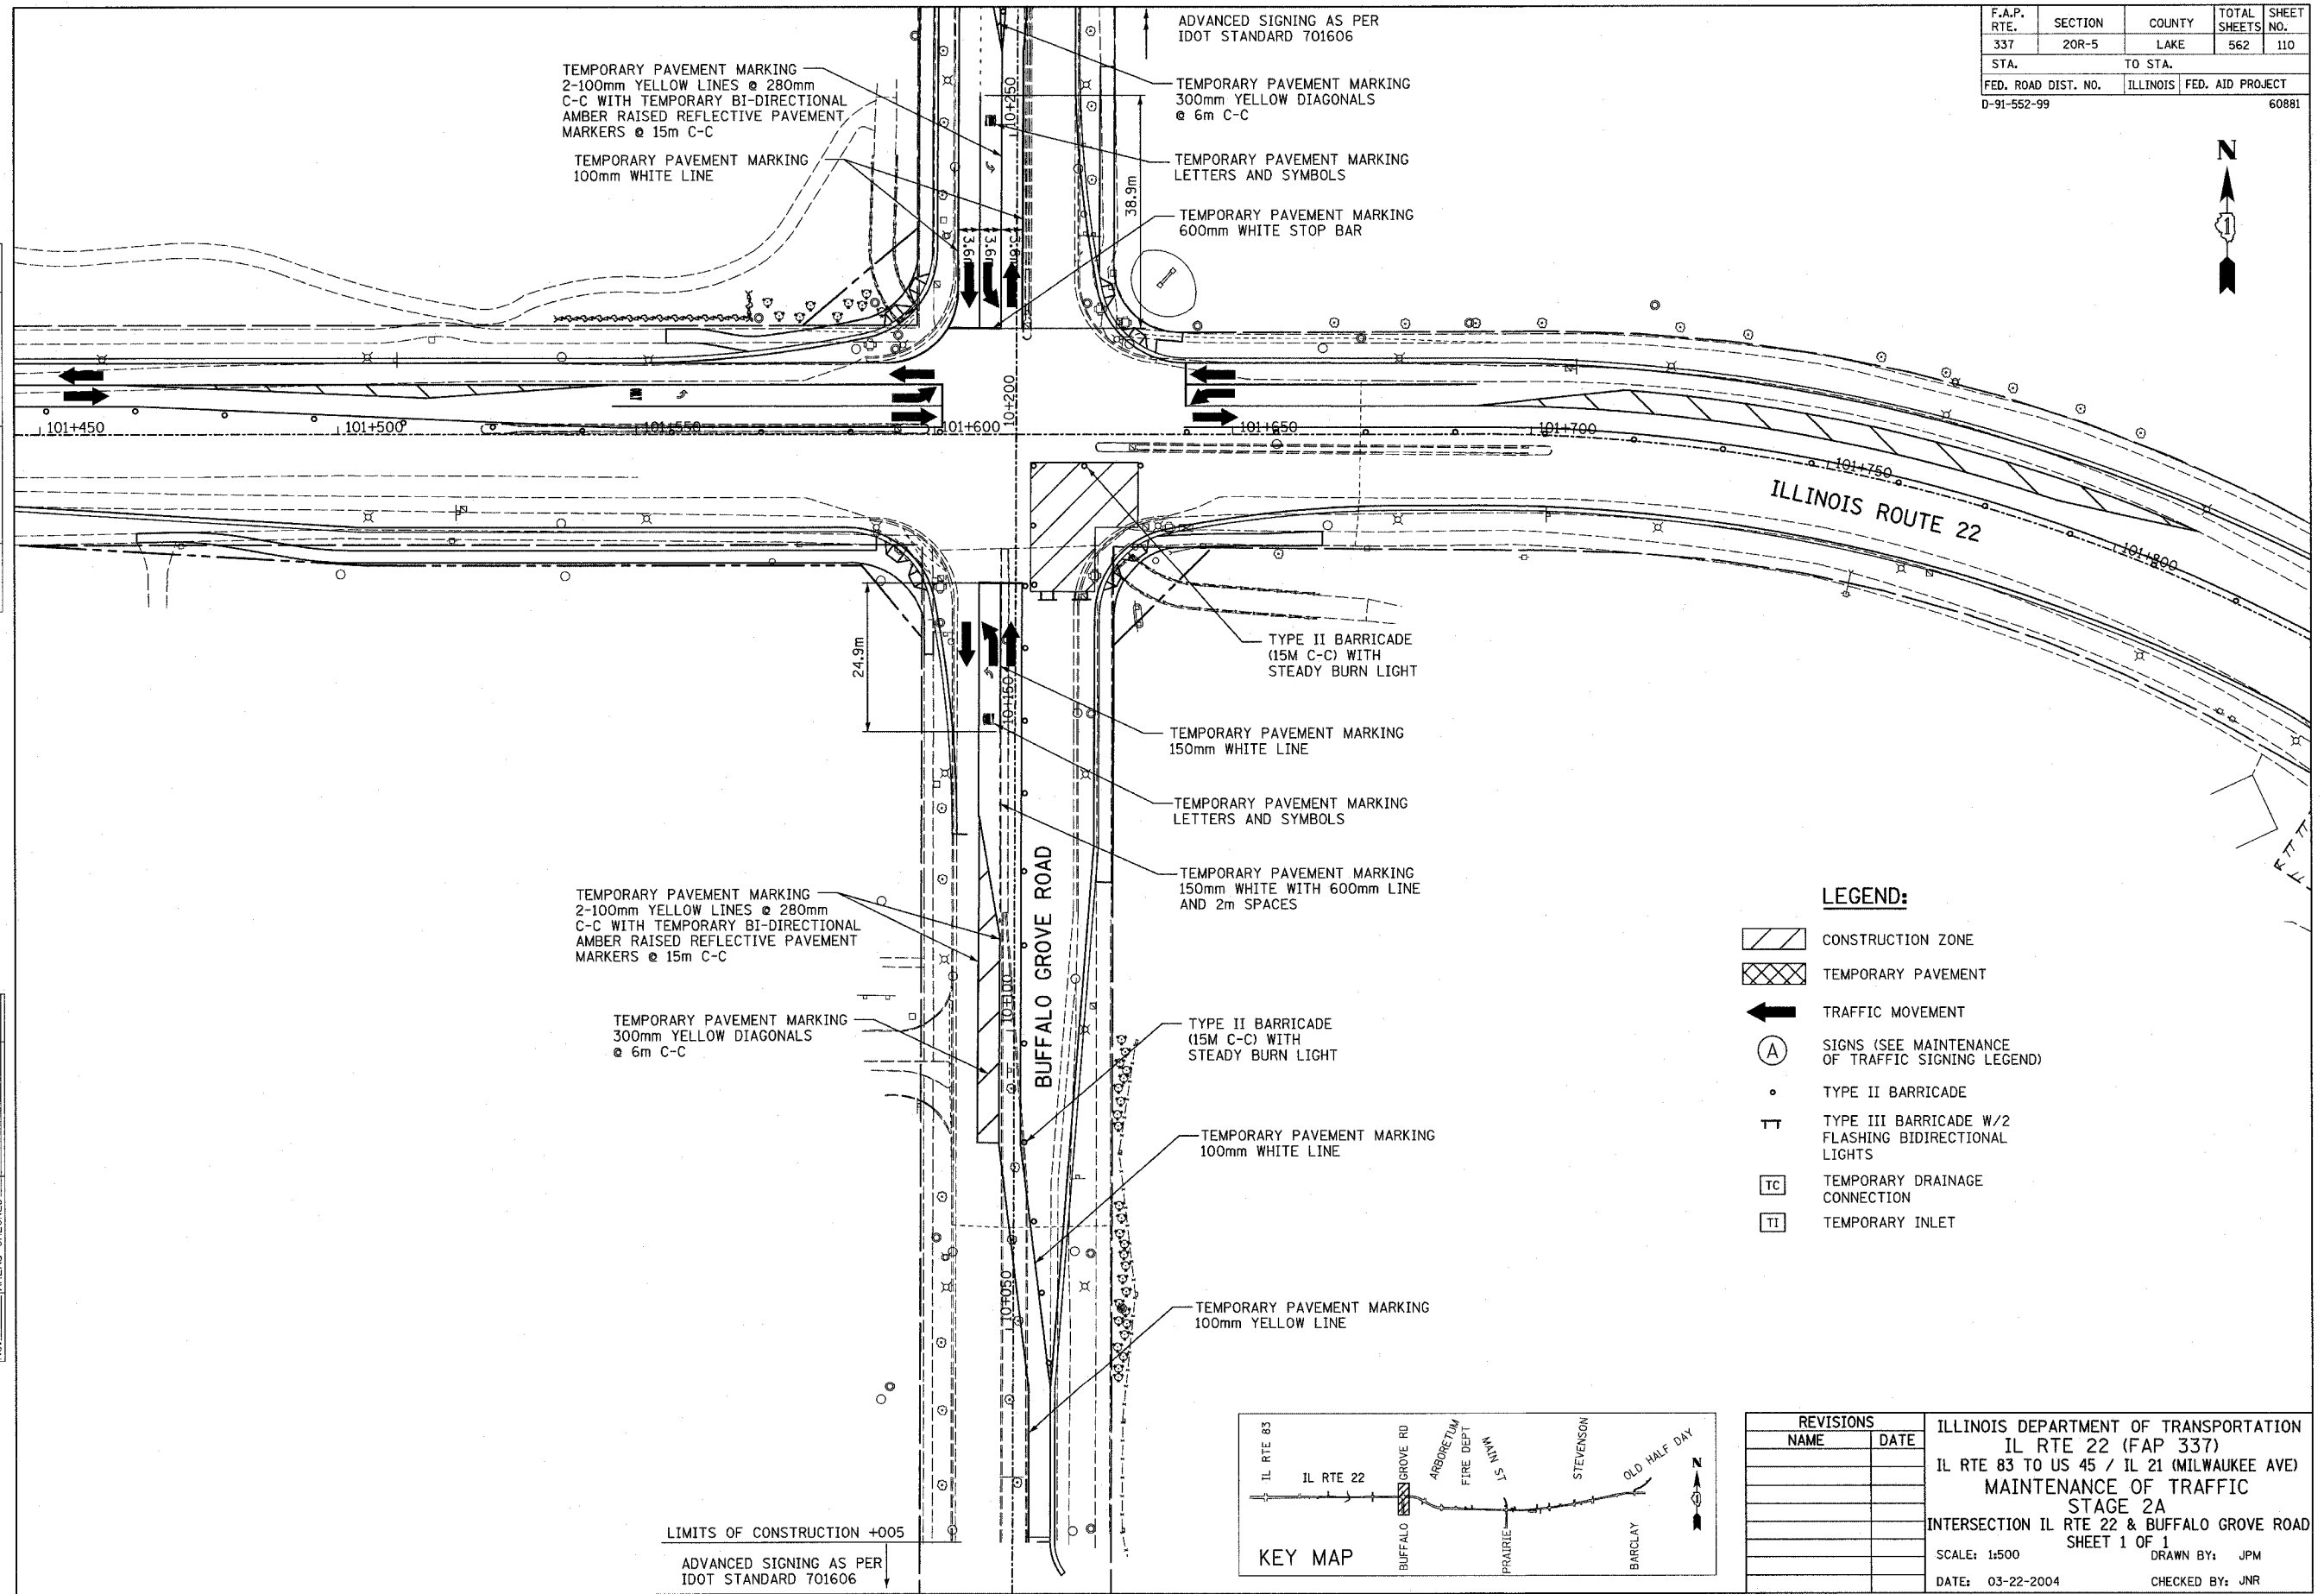 F.A.P. RTE. SECTION COUNTY TOTAL SHEETS SHEET NO.
337 20R-5 LAKE 562 110
STA. TO STA.
FED. ROAD DIST. NO. ILLINOIS FED. AID PROJECT
D-91-552-99 60881
N
1
ADVANCED SIGNING AS PER
IDOT STANDARD 701606
TEMPORARY PAVEMENT MARKING
2-100mm YELLOW LINES @ 280mm
C-C WITH TEMPORARY BI-DIRECTIONAL
AMBER RAISED REFLECTIVE PAVEMENT
MARKERS @ 15m C-C
TEMPORARY PAVEMENT MARKING
100mm WHITE LINE
TEMPORARY PAVEMENT MARKING
300mm YELLOW DIAGONALS
@ 6m C-C
TEMPORARY PAVEMENT MARKING
LETTERS AND SYMBOLS
TEMPORARY PAVEMENT MARKING
600mm WHITE STOP BAR
10+250
38.9m
3.6m
3.6m
3.6m
10+200
101+450
101+500
101+550
101+600
101+650
101+700
101+750
101+800
ILLINOIS ROUTE 22
24.9m
10+150
TYPE II BARRICADE
(15M C-C) WITH
STEADY BURN LIGHT
TEMPORARY PAVEMENT MARKING
150mm WHITE LINE
TEMPORARY PAVEMENT MARKING
LETTERS AND SYMBOLS
TEMPORARY PAVEMENT MARKING
150mm WHITE WITH 600mm LINE
AND 2m SPACES
TEMPORARY PAVEMENT MARKING
2-100mm YELLOW LINES @ 280mm
C-C WITH TEMPORARY BI-DIRECTIONAL
AMBER RAISED REFLECTIVE PAVEMENT
MARKERS @ 15m C-C
BUFFALO GROVE ROAD
10+100
TEMPORARY PAVEMENT MARKING
300mm YELLOW DIAGONALS
@ 6m C-C
TYPE II BARRICADE
(15M C-C) WITH
STEADY BURN LIGHT
TEMPORARY PAVEMENT MARKING
100mm WHITE LINE
10+050
TEMPORARY PAVEMENT MARKING
100mm YELLOW LINE
LIMITS OF CONSTRUCTION +005
ADVANCED SIGNING AS PER
IDOT STANDARD 701606
LEGEND:
CONSTRUCTION ZONE
TEMPORARY PAVEMENT
TRAFFIC MOVEMENT
A SIGNS (SEE MAINTENANCE
OF TRAFFIC SIGNING LEGEND)
TYPE II BARRICADE
TYPE III BARRICADE W/2
FLASHING BIDIRECTIONAL
LIGHTS
TC TEMPORARY DRAINAGE
CONNECTION
TI TEMPORARY INLET
IL RTE 83
IL RTE 22
BUFFALO GROVE RD
ARBORETUM
FIRE DEPT
MAIN ST
PRAIRIE
STEVENSON
OLD HALF DAY
BARCLAY
N
KEY MAP
REVISIONS
NAME DATE
ILLINOIS DEPARTMENT OF TRANSPORTATION
IL RTE 22 (FAP 337)
IL RTE 83 TO US 45 / IL 21 (MILWAUKEE AVE)
MAINTENANCE OF TRAFFIC
STAGE 2A
INTERSECTION IL RTE 22 & BUFFALO GROVE ROAD
SHEET 1 OF 1
SCALE: 1:500 DRAWN BY: JPM
DATE: 03-22-2004 CHECKED BY: JNR